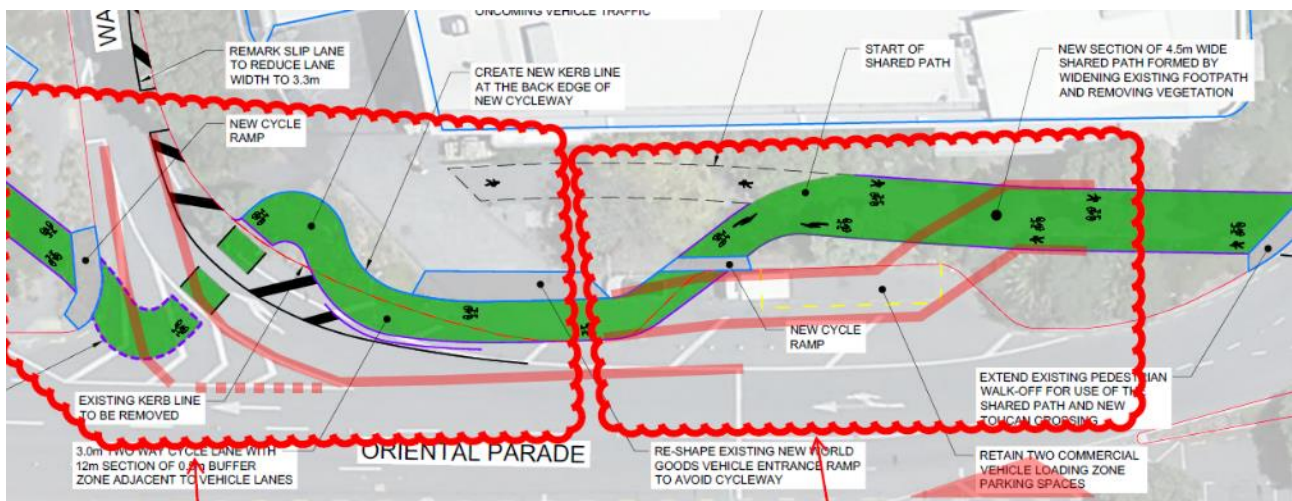 ONCOMING VEHICLE TRAFFIC
WA
REMARK SLIP LANE
TO REDUCE LANE
WIDTH TO 3.3m
CREATE NEW KERB LINE
AT THE BACK EDGE OF
NEW CYCLEWAY
START OF
SHARED PATH
NEW SECTION OF 4.5m WIDE
SHARED PATH FORMED BY
WIDENING EXISTING FOOTPATH
AND REMOVING VEGETATION
NEW CYCLE
RAMP
NEW CYCLE
RAMP
EXISTING KERB LINE
TO BE REMOVED
EXTEND EXISTING PEDESTRIAN
WALK-OFF FOR USE OF THE
SHARED PATH AND NEW
TOUCAN CROSSING
3.0m TWO WAY CYCLE LANE WITH
12m SECTION OF BUFFER
ZONE ADJACENT TO VEHICLE LANES
ORIENTAL PARADE
RE-SHAPE EXISTING NEW WORLD
GOODS VEHICLE ENTRANCE RAMP
TO AVOID CYCLEWAY
RETAIN TWO COMMERCIAL
VEHICLE LOADING ZONE
PARKING SPACES